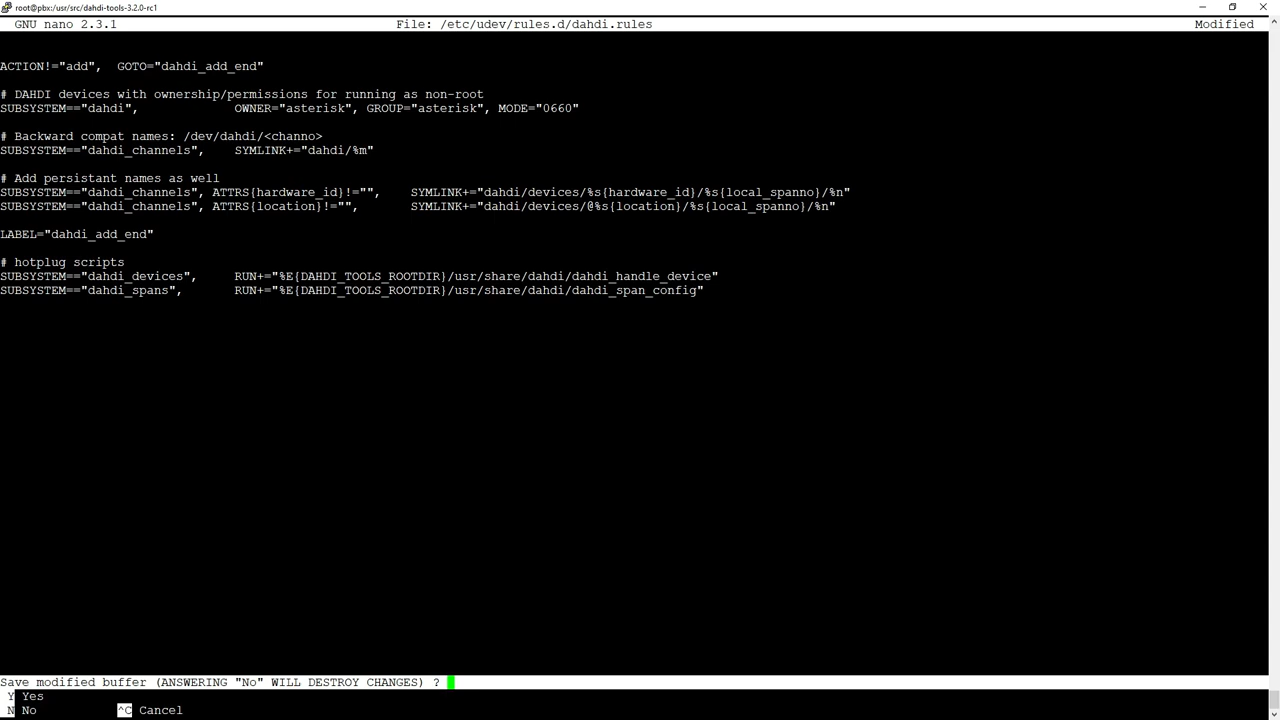 root@pbx:/usr/src/dahdi-tools-3.2.0-rc1
GNU nano 2.3.1 File: /etc/udev/rules.d/dahdi.rules Modified
ACTION!="add", GOTO="dahdi_add_end"
# DAHDI devices with ownership/permissions for running as non-root
SUBSYSTEM=="dahdi", OWNER="asterisk", GROUP="asterisk", MODE="0660"
# Backward compat names: /dev/dahdi/<channo>
SUBSYSTEM=="dahdi_channels", SYMLINK+="dahdi/%m"
# Add persistant names as well
SUBSYSTEM=="dahdi_channels", ATTRS{hardware_id}!="", SYMLINK+="dahdi/devices/%s{hardware_id}/%s{local_spanno}/%n"
SUBSYSTEM=="dahdi_channels", ATTRS{location}!="", SYMLINK+="dahdi/devices/@%s{location}/%s{local_spanno}/%n"
LABEL="dahdi_add_end"
# hotplug scripts
SUBSYSTEM=="dahdi_devices", RUN+="%E{DAHDI_TOOLS_ROOTDIR}/usr/share/dahdi/dahdi_handle_device"
SUBSYSTEM=="dahdi_spans", RUN+="%E{DAHDI_TOOLS_ROOTDIR}/usr/share/dahdi/dahdi_span_config"
Save modified buffer (ANSWERING "No" WILL DESTROY CHANGES) ?
Y Yes
N No ^C Cancel